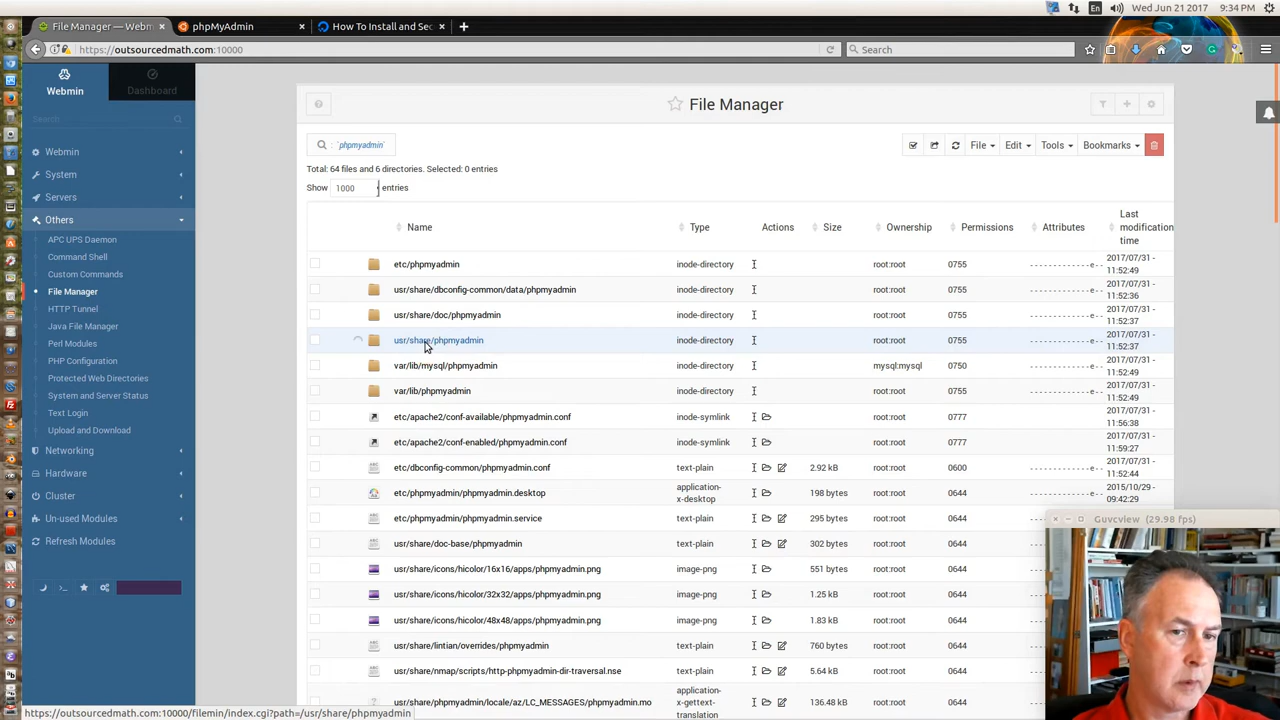 En
Wed Jun 21 2017 9:34 PM
File Manager — Webm
phpMyAdmin
How To Install and Sec
https://outsourcedmath.com:10000
Search
Webmin
Dashboard
Search
Webmin
System
Servers
Others
APC UPS Daemon
Command Shell
Custom Commands
File Manager
HTTP Tunnel
Java File Manager
Perl Modules
PHP Configuration
Protected Web Directories
System and Server Status
Text Login
Upload and Download
Networking
Hardware
Cluster
Un-used Modules
Refresh Modules
File Manager
: `phpmyadmin`
File Edit Tools Bookmarks
Total: 64 files and 6 directories. Selected: 0 entries
Show 1000 entries
Name Type Actions Size Ownership Permissions Attributes Last modification time
etc/phpmyadmin inode-directory root:root 0755 -------------e-- 2017/07/31 - 11:52:49
usr/share/dbconfig-common/data/phpmyadmin inode-directory root:root 0755 -------------e-- 2017/07/31 - 11:52:36
usr/share/doc/phpmyadmin inode-directory root:root 0755 -------------e-- 2017/07/31 - 11:52:37
usr/share/phpmyadmin inode-directory root:root 0755 -------------e-- 2017/07/31 - 11:52:37
var/lib/mysql/phpmyadmin inode-directory mysql:mysql 0750 -------------e-- 2017/07/31 - 11:52:49
var/lib/phpmyadmin inode-directory root:root 0755 -------------e-- 2017/07/31 - 11:52:49
etc/apache2/conf-available/phpmyadmin.conf inode-symlink root:root 0777 2017/07/31 - 11:56:38
etc/apache2/conf-enabled/phpmyadmin.conf inode-symlink root:root 0777 2017/07/31 - 11:59:27
etc/dbconfig-common/phpmyadmin.conf text-plain 2.92 kB root:root 0600 -------------e-- 2017/07/31 - 11:52:44
etc/phpmyadmin/phpmyadmin.desktop application-x-desktop 198 bytes root:root 0644 -------------e-- 2015/10/29 - 09:42:29
etc/phpmyadmin/phpmyadmin.service text-plain 295 bytes root:root 0644
usr/share/doc-base/phpmyadmin text-plain 302 bytes root:root 0644
usr/share/icons/hicolor/16x16/apps/phpmyadmin.png image-png 551 bytes root:root 0644
usr/share/icons/hicolor/32x32/apps/phpmyadmin.png image-png 1.25 kB root:root 0644
usr/share/icons/hicolor/48x48/apps/phpmyadmin.png image-png 1.83 kB root:root 0644
usr/share/lintian/overrides/phpmyadmin text-plain 760 bytes root:root 0644
usr/share/nmap/scripts/http-phpmyadmin-dir-traversal.nse text-plain 5.64 kB root:root 0644
usr/share/phpmyadmin/locale/az/LC_MESSAGES/phpmyadmin.mo application-x-gettext-translation 136.48 kB root:root 0644
Guvcview (29.98 fps)
https://outsourcedmath.com:10000/filemin/index.cgi?path=/usr/share/phpmyadmin